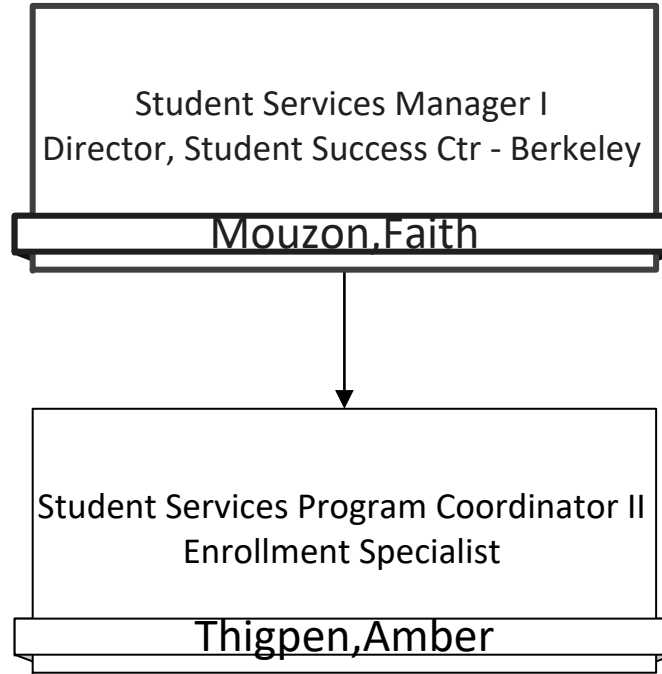 Student Services Manager I
Director, Student Success Ctr - Berkeley
Mouzon,Faith
Student Services Program Coordinator II
Enrollment Specialist
Thigpen,Amber